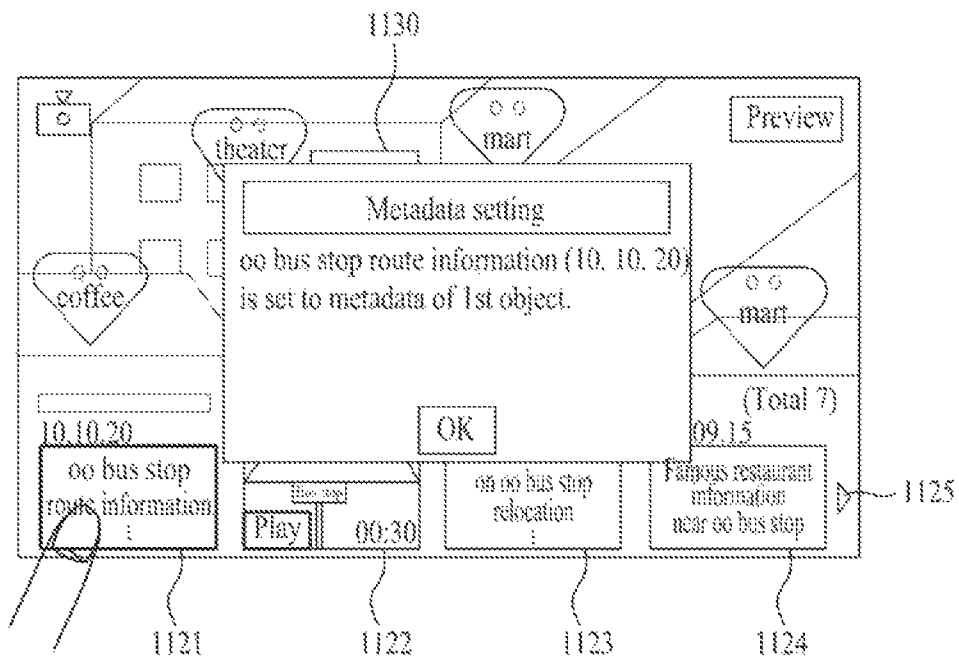 1130
Preview
theater
mart
Metadata setting
oo bus stop route information (10. 10. 20)
is set to metadata of 1st object.
coffee
mart
OK
(Total 7)
10.10.20
09.15
oo bus stop
route information
Play
00:30
on oo bus stop
relocation
Famous restaurant
information
near oo bus stop
1125
1121
1122
1123
1124